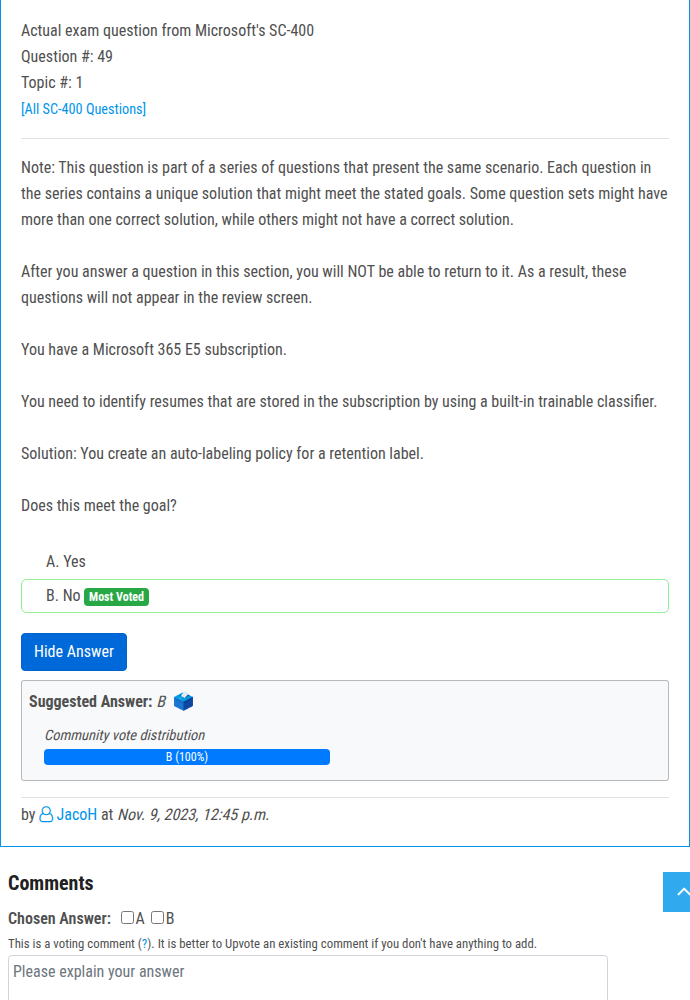 Actual exam question from Microsoft's SC-400
Question #: 49
Topic #: 1
[All SC-400 Questions]
Note: This question is part of a series of questions that present the same scenario. Each question in
the series contains a unique solution that might meet the stated goals. Some question sets might have
more than one correct solution, while others might not have a correct solution.
After you answer a question in this section, you will NOT be able to return to it. As a result, these
questions will not appear in the review screen.
You have a Microsoft 365 E5 subscription.
You need to identify resumes that are stored in the subscription by using a built-in trainable classifier.
Solution: You create an auto-labeling policy for a retention label.
Does this meet the goal?
A. Yes
B. No Most Voted
Hide Answer
Suggested Answer: B
Community vote distribution
B (100%)
by JacoH at Nov. 9, 2023, 12:45 p.m.
Comments
Chosen Answer: A B
This is a voting comment (?). It is better to Upvote an existing comment if you don't have anything to add.
Please explain your answer